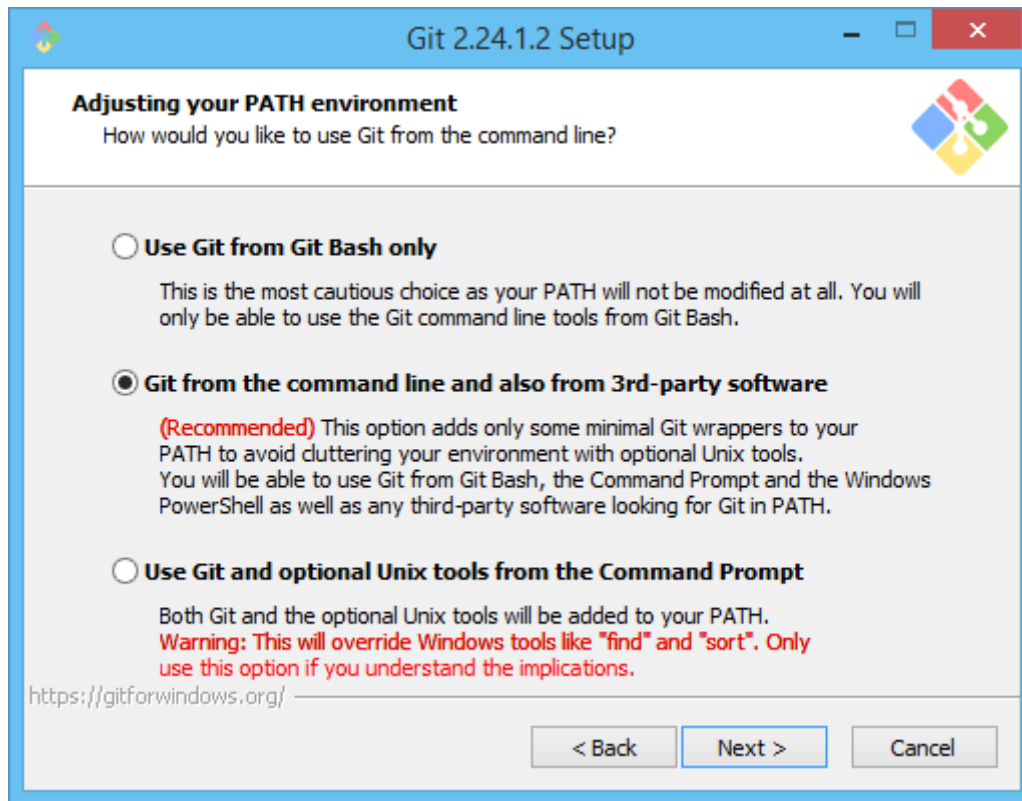 Git 2.24.1.2 Setup
Adjusting your PATH environment
How would you like to use Git from the command line?
Use Git from Git Bash only
This is the most cautious choice as your PATH will not be modified at all. You will
only be able to use the Git command line tools from Git Bash.
Git from the command line and also from 3rd-party software
(Recommended) This option adds only some minimal Git wrappers to your
PATH to avoid cluttering your environment with optional Unix tools.
You will be able to use Git from Git Bash, the Command Prompt and the Windows
PowerShell as well as any third-party software looking for Git in PATH.
Use Git and optional Unix tools from the Command Prompt
Both Git and the optional Unix tools will be added to your PATH.
Warning: This will override Windows tools like "find" and "sort". Only
use this option if you understand the implications.
https://gitforwindows.org/
< Back Next > Cancel